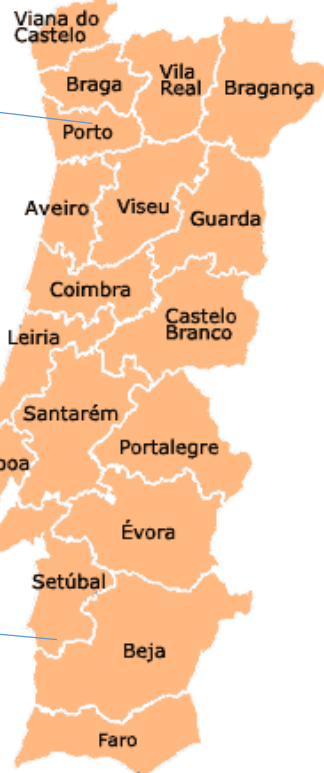 Viana do
Castelo
Braga
Vila
Real
Bragança
Porto
Aveiro
Viseu
Guarda
Coimbra
Castelo
Branco
Leiria
Santarém
Portalegre
boa
Évora
Setúbal
Beja
Faro